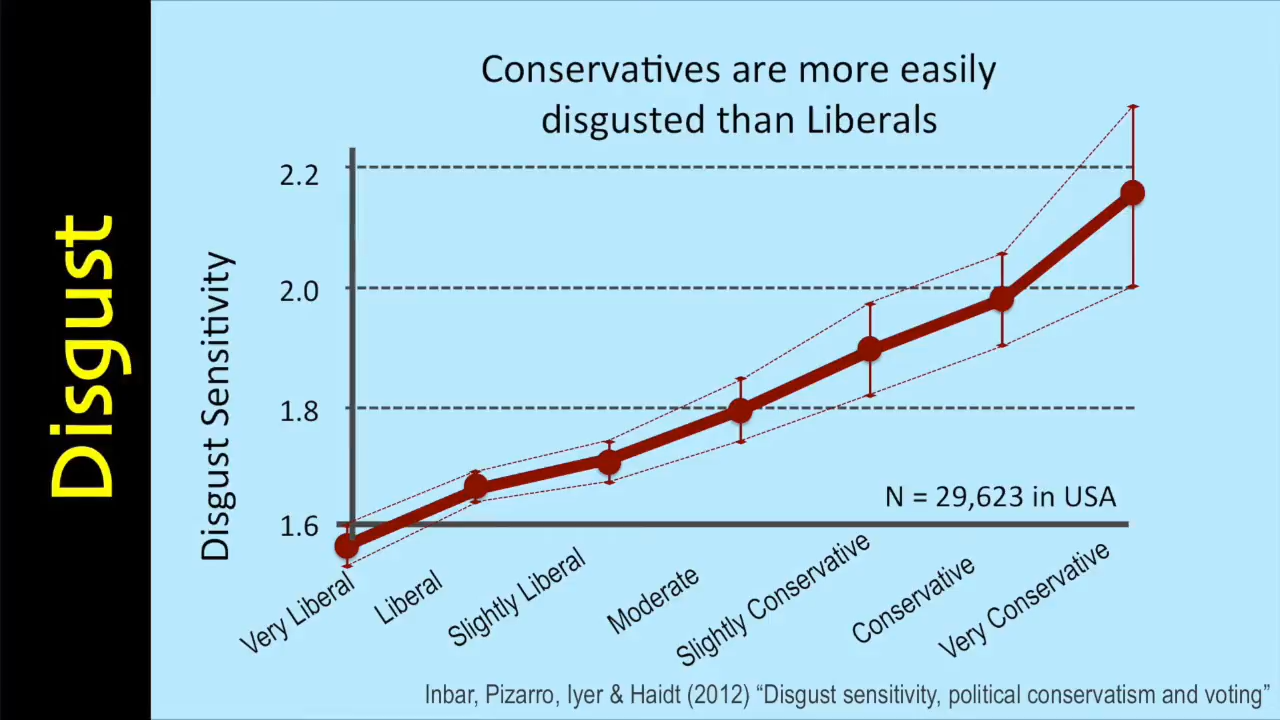 Disgust
Conservatives are more easily
disgusted than Liberals
Disgust Sensitivity
2.2
2.0
1.8
1.6
N = 29,623 in USA
Very Liberal
Liberal
Slightly Liberal
Moderate
Slightly Conservative
Conservative
Very Conservative
Inbar, Pizarro, Iyer & Haidt (2012) “Disgust sensitivity, political conservatism and voting”